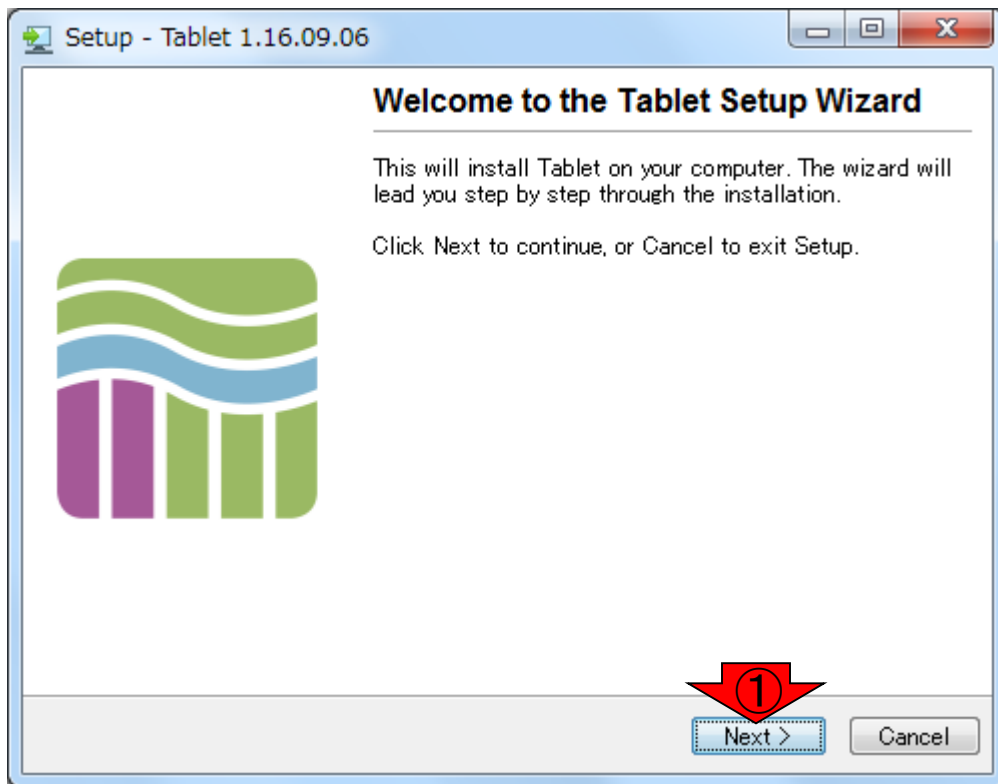 Setup - Tablet 1.16.09.06
Welcome to the Tablet Setup Wizard
This will install Tablet on your computer. The wizard will
lead you step by step through the installation.
Click Next to continue, or Cancel to exit Setup.
①
Next >
Cancel